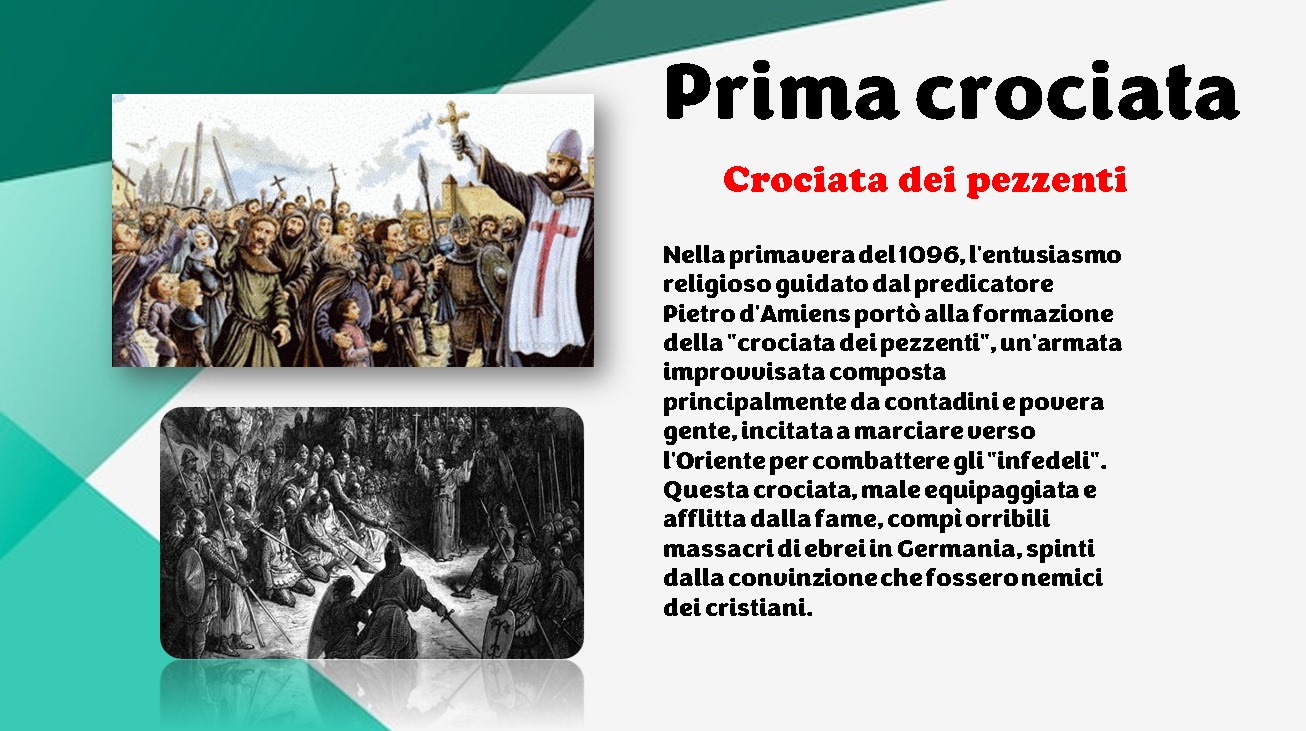 Prima crociata
Crociata dei pezzenti
Nella primavera del 1096, l'entusiasmo
religioso guidato dal predicatore
Pietro d'Amiens portò alla formazione
della "crociata dei pezzenti", un'armata
improvvisata composta
principalmente da contadini e povera
gente, incitata a marciare verso
l'Oriente per combattere gli "infedeli".
Questa crociata, male equipaggiata e
afflitta dalla fame, compì orribili
massacri di ebrei in Germania, spinti
dalla convinzione che fossero nemici
dei cristiani.